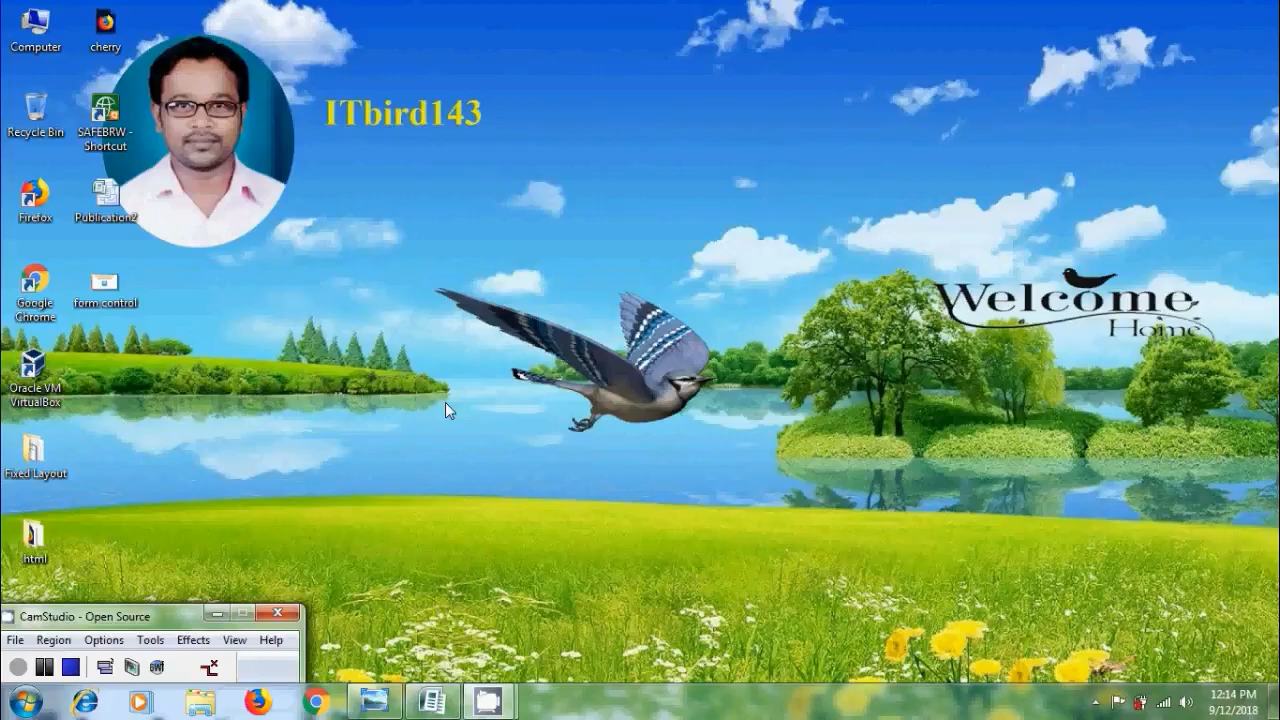 Computer
cherry
ITbird143
Recycle Bin
SAFEBRW -
Shortcut
Firefox
Publication2
Welcome
Home
Google
Chrome
form control
Oracle VM
VirtualBox
Fixed Layout
html
CamStudio - Open Source
File Region Options Tools Effects View Help
12:14 PM
9/12/2018